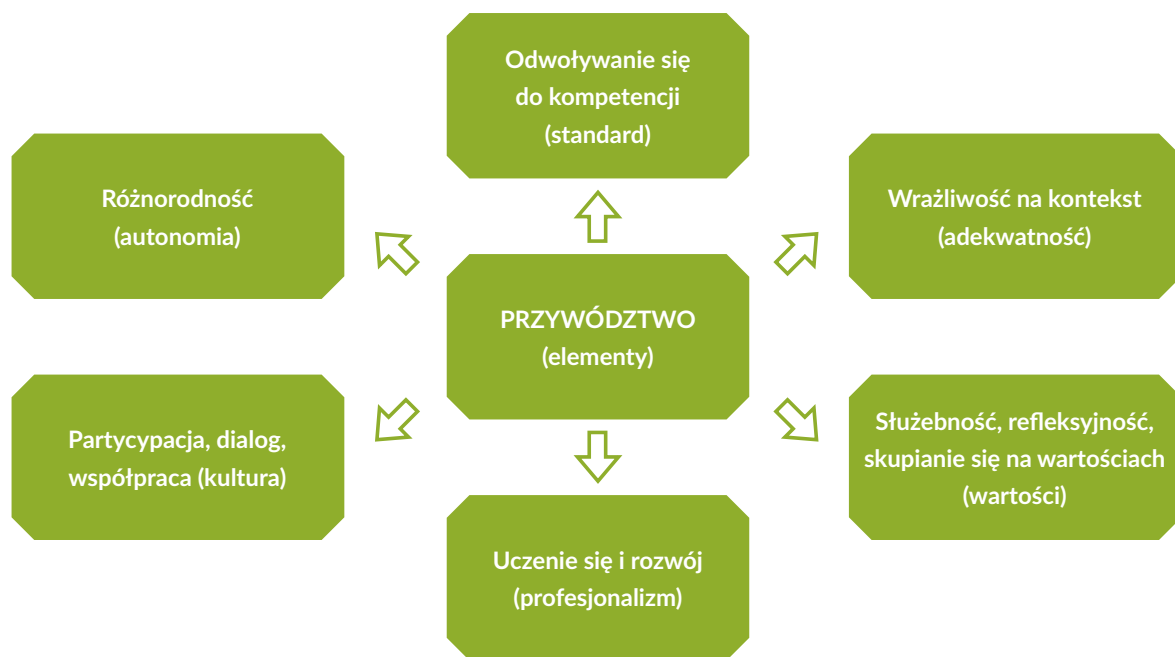 Odwoływanie się
do kompetencji
(standard)
Różnorodność
(autonomia)
Wrażliwość na kontekst
(adekwatność)
PRZYWÓDZTWO
(elementy)
Partycypacja, dialog,
współpraca (kultura)
Służebność, refleksyjność,
skupianie się na wartościach
(wartości)
Uczenie się i rozwój
(profesjonalizm)